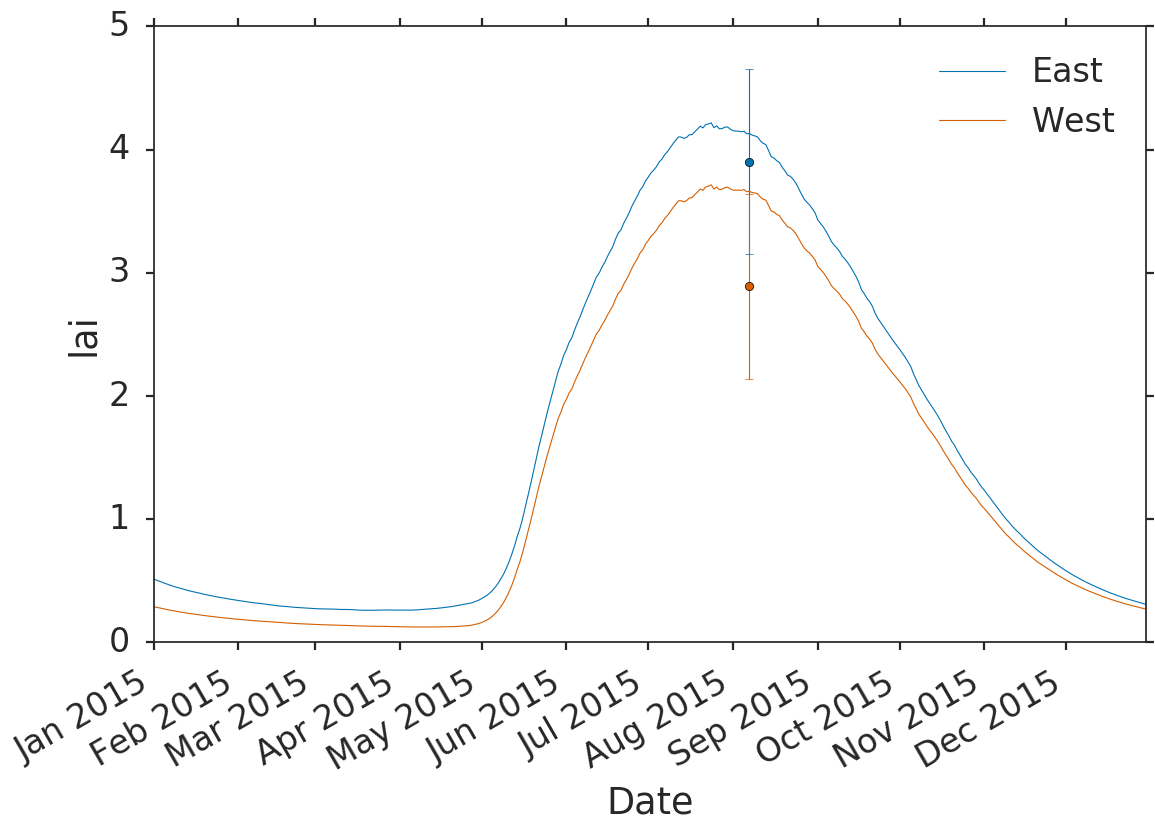 5
4
3
2
1
0
lai
East
West
Jan 2015
Feb 2015
Mar 2015
Apr 2015
May 2015
Jun 2015
Jul 2015
Aug 2015
Sep 2015
Oct 2015
Nov 2015
Dec 2015
Date